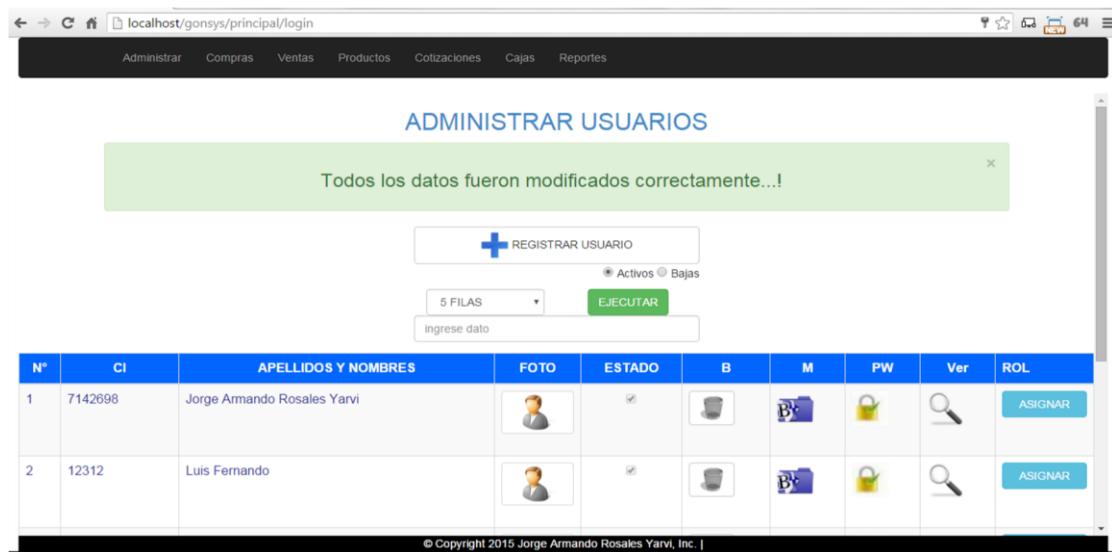 localhost/gonsys/principal/login
NEW
64
Administrar Compras Ventas Productos Cotizaciones Cajas Reportes
ADMINISTRAR USUARIOS
Todos los datos fueron modificados correctamente...!
×
REGISTRAR USUARIO
Activos Bajas
5 FILAS
EJECUTAR
ingrese dato
N° CI APELLIDOS Y NOMBRES FOTO ESTADO B M PW Ver ROL
1 7142698 Jorge Armando Rosales Yarvi B ASIGNAR
2 12312 Luis Fernando B ASIGNAR
© Copyright 2015 Jorge Armando Rosales Yarvi, Inc. |